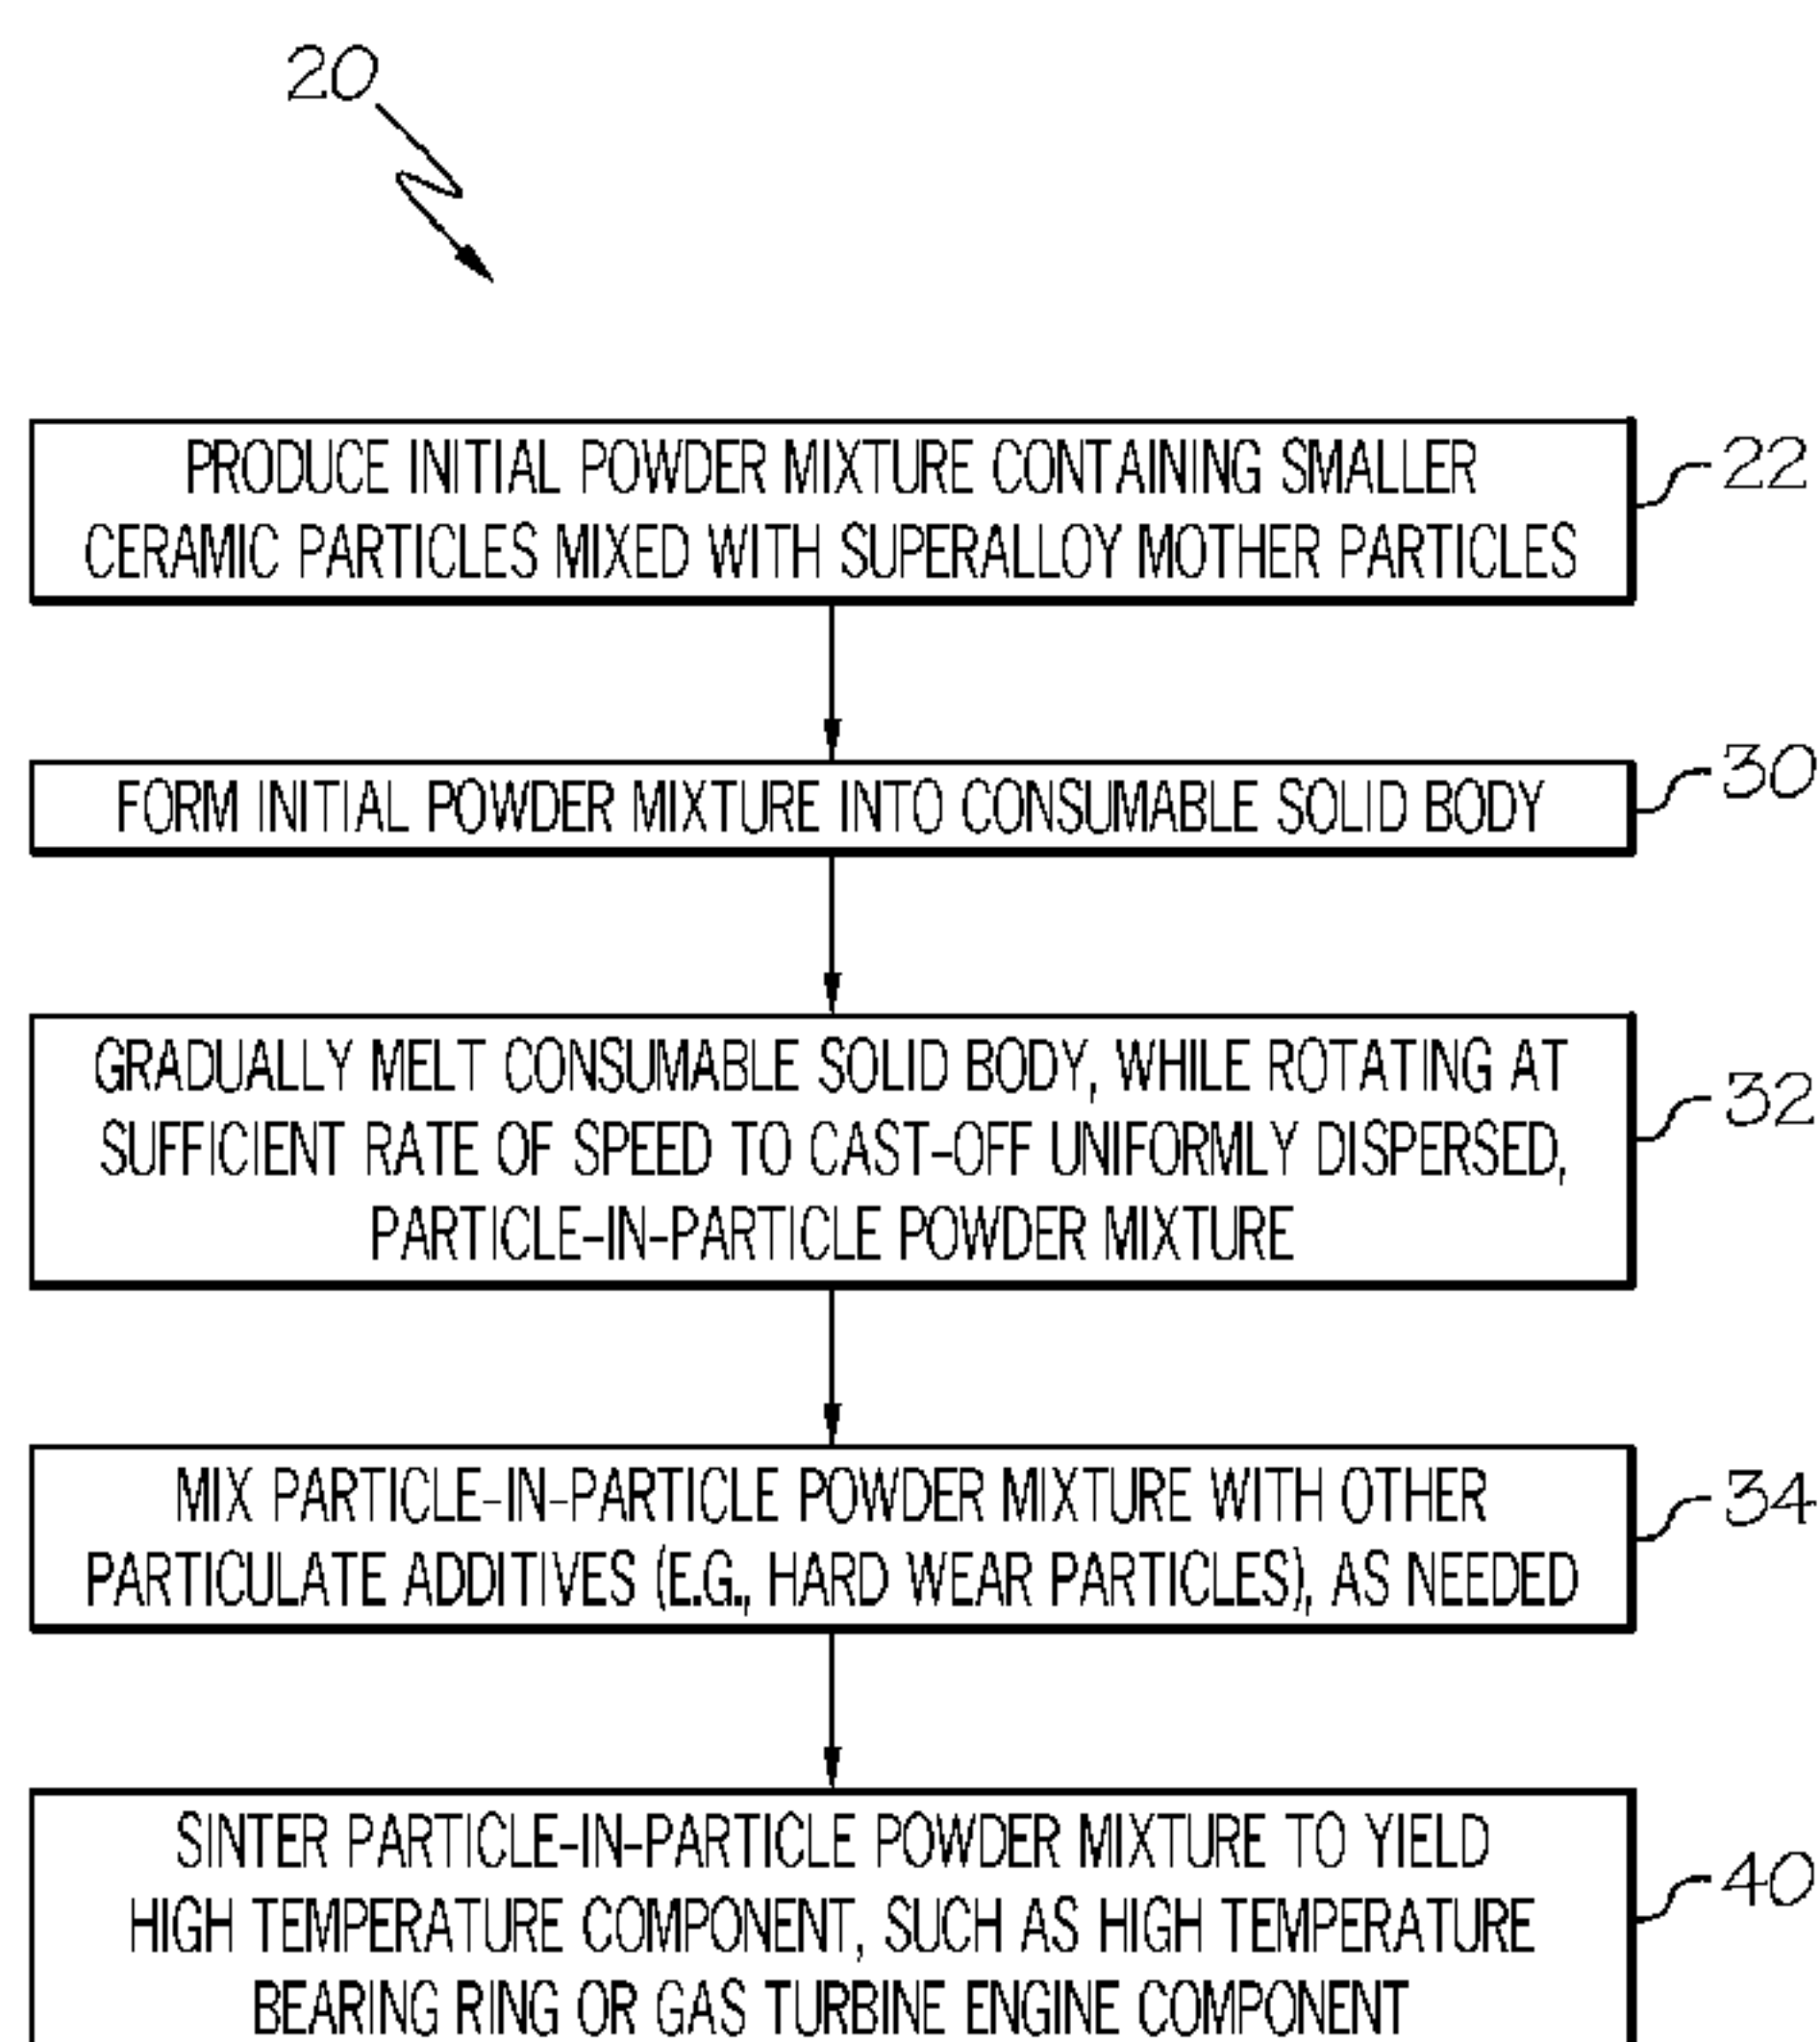 20
PRODUCE INITIAL POWDER MIXTURE CONTAINING SMALLER
CERAMIC PARTICLES MIXED WITH SUPERALLOY MOTHER PARTICLES
22
FORM INITIAL POWDER MIXTURE INTO CONSUMABLE SOLID BODY
30
GRADUALLY MELT CONSUMABLE SOLID BODY, WHILE ROTATING AT
SUFFICIENT RATE OF SPEED TO CAST-OFF UNIFORMLY DISPERSED,
PARTICLE-IN-PARTICLE POWDER MIXTURE
32
MIX PARTICLE-IN-PARTICLE POWDER MIXTURE WITH OTHER
PARTICULATE ADDITIVES (E.G., HARD WEAR PARTICLES), AS NEEDED
34
SINTER PARTICLE-IN-PARTICLE POWDER MIXTURE TO YIELD
HIGH TEMPERATURE COMPONENT, SUCH AS HIGH TEMPERATURE
BEARING RING OR GAS TURBINE ENGINE COMPONENT
40